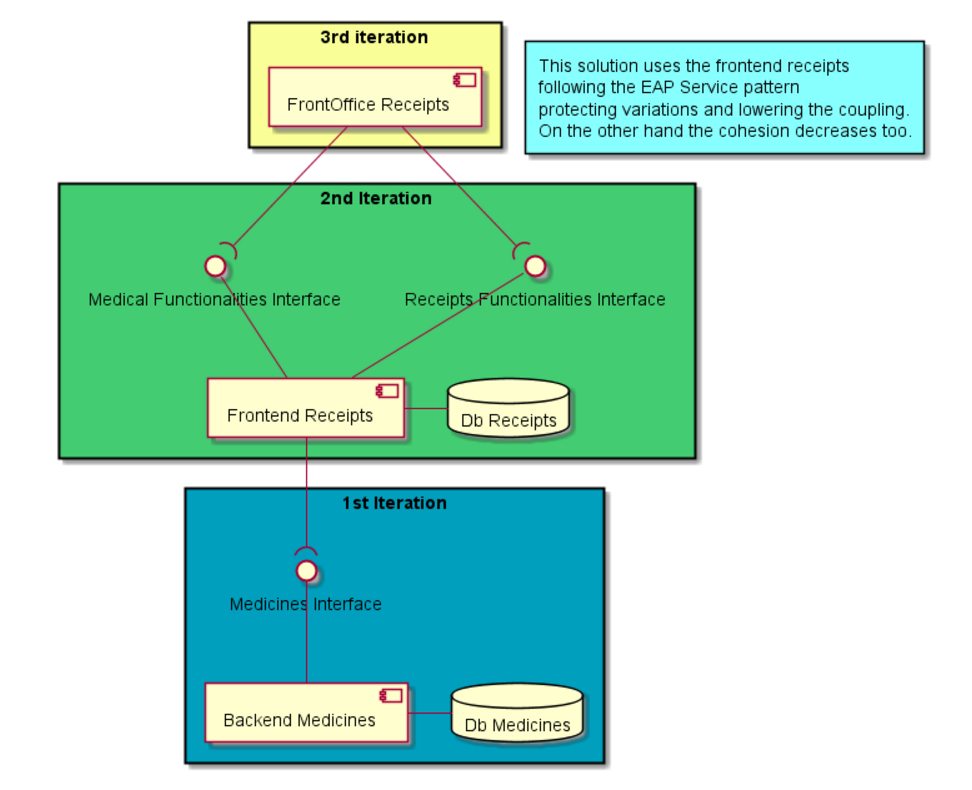 3rd iteration
FrontOffice Receipts
This solution uses the frontend receipts
following the EAP Service pattern
protecting variations and lowering the coupling.
On the other hand the cohesion decreases too.
2nd Iteration
Medical Functionalities Interface
Receipts Functionalities Interface
Frontend Receipts
Db Receipts
1st Iteration
Medicines Interface
Backend Medicines
Db Medicines